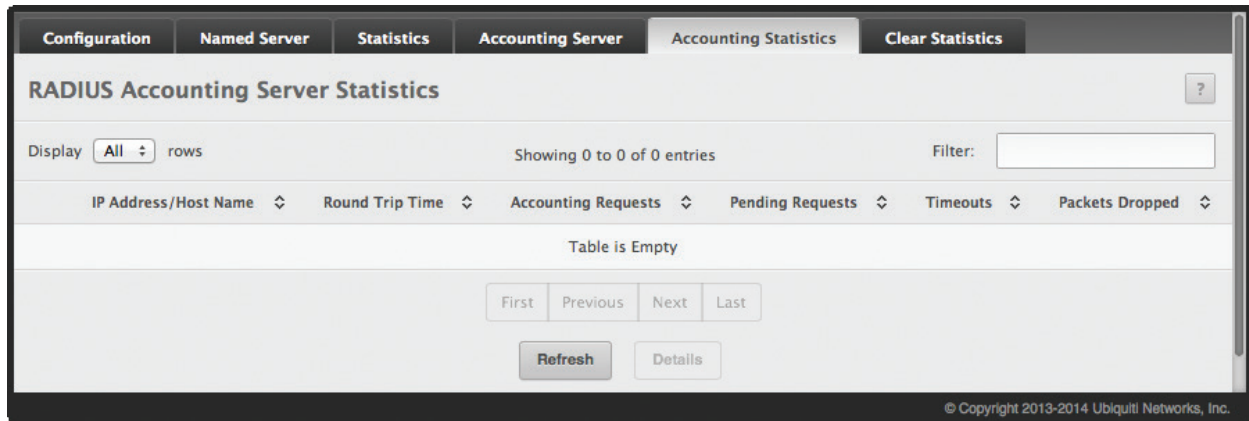 Configuration Named Server Statistics Accounting Server Accounting Statistics Clear Statistics
RADIUS Accounting Server Statistics ?
Display All rows Showing 0 to 0 of 0 entries Filter:
IP Address/Host Name Round Trip Time Accounting Requests Pending Requests Timeouts Packets Dropped
Table is Empty
First Previous Next Last
Refresh Details
© Copyright 2013-2014 Ubiquiti Networks, Inc.